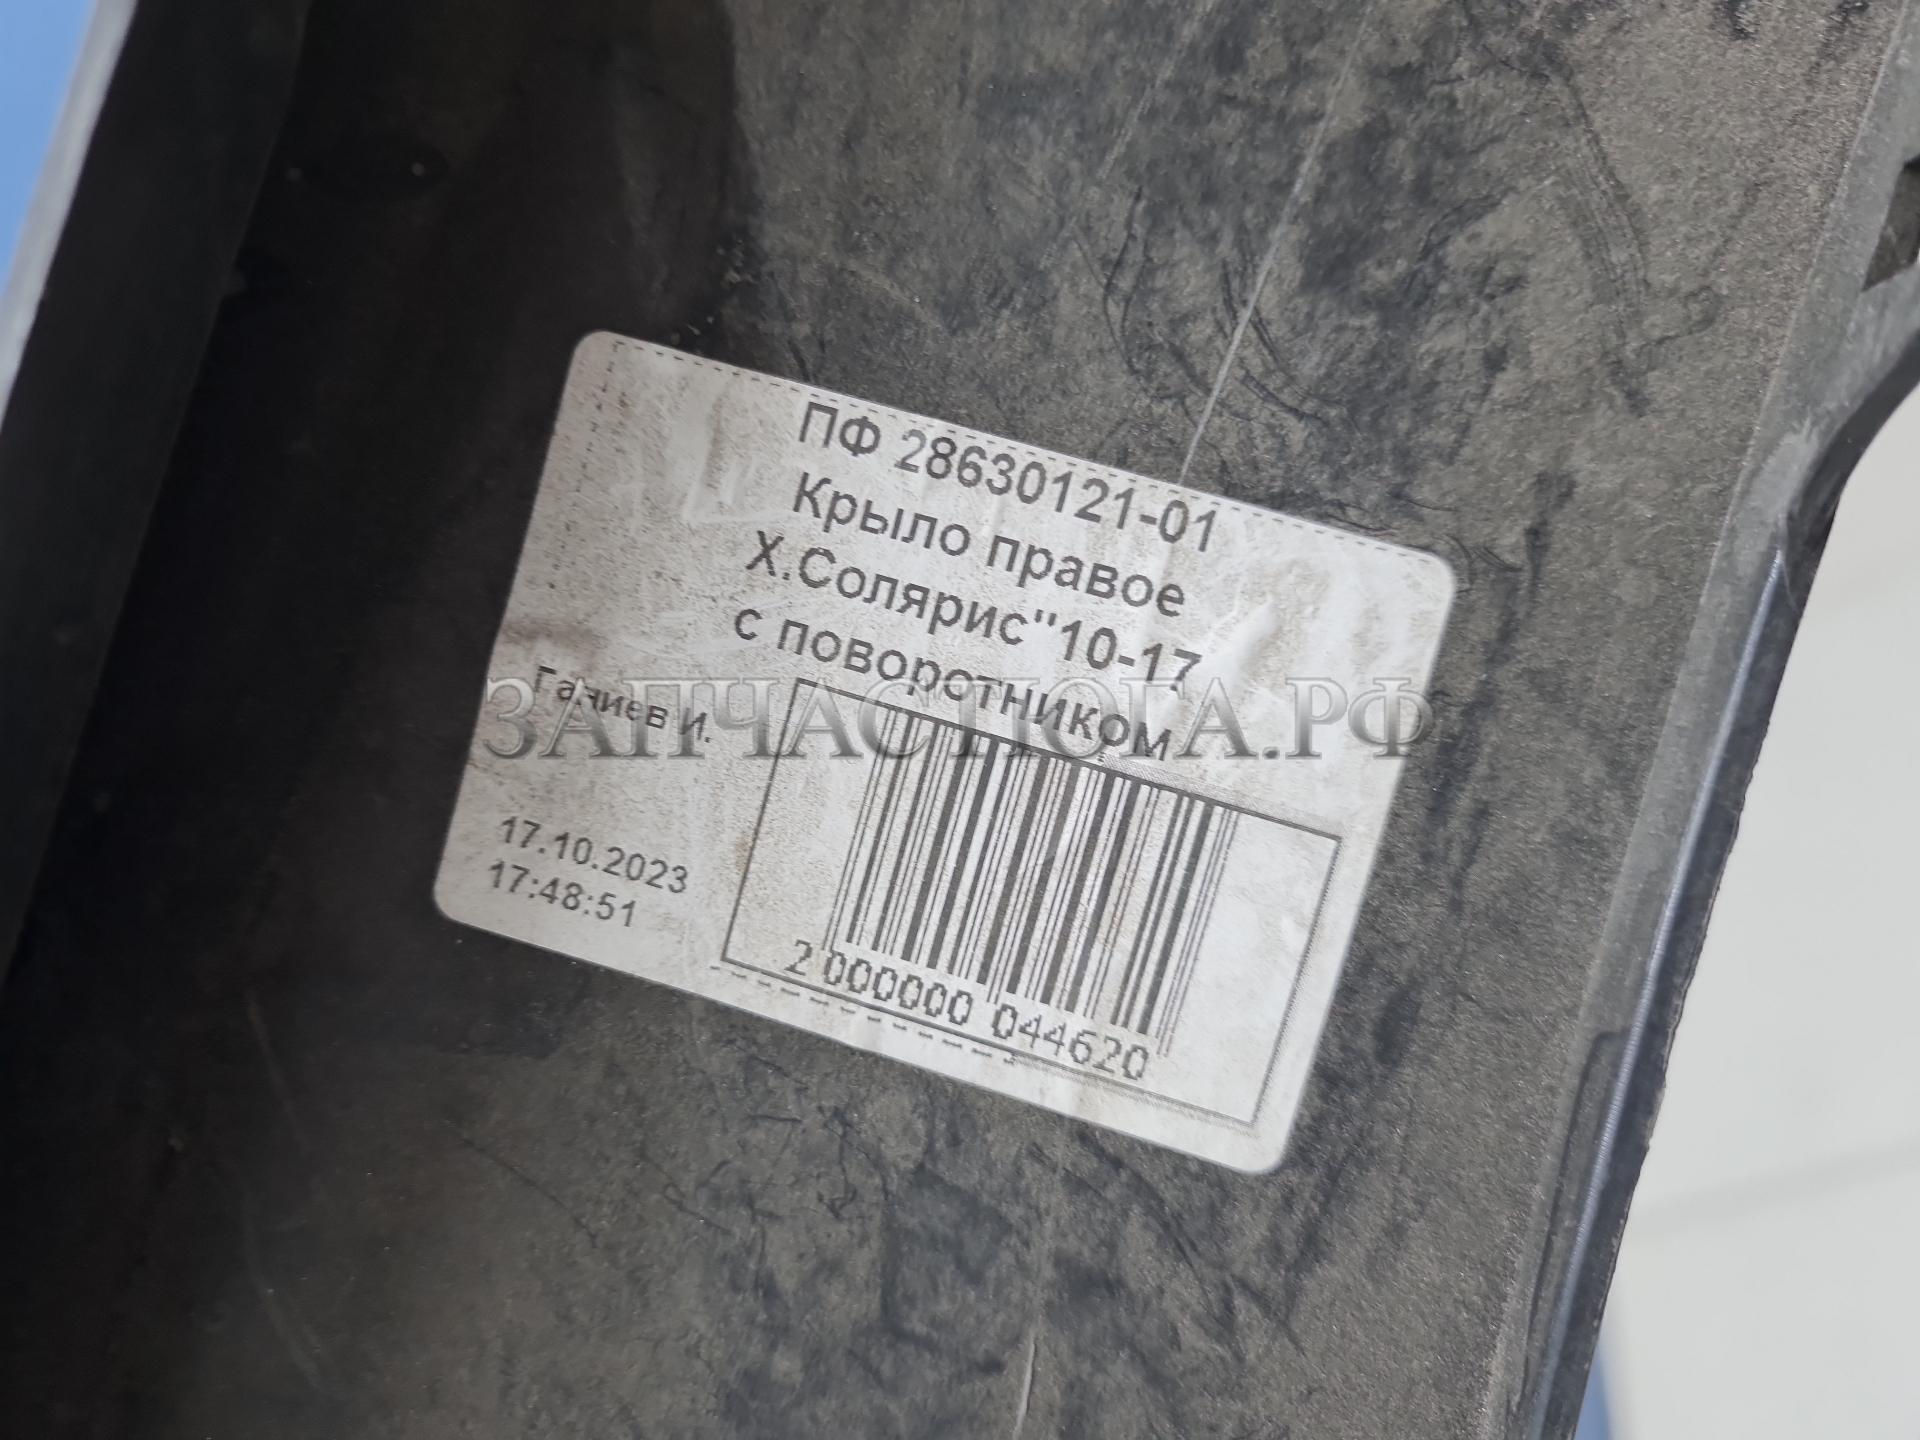 ПФ 28630121-01
Крыло правое
Х.Солярис"10-17
с поворотником
Ганиев И.
ЗАПЧАСТЮГА.РФ
17.10.2023
17:48:51
2 000000 044620